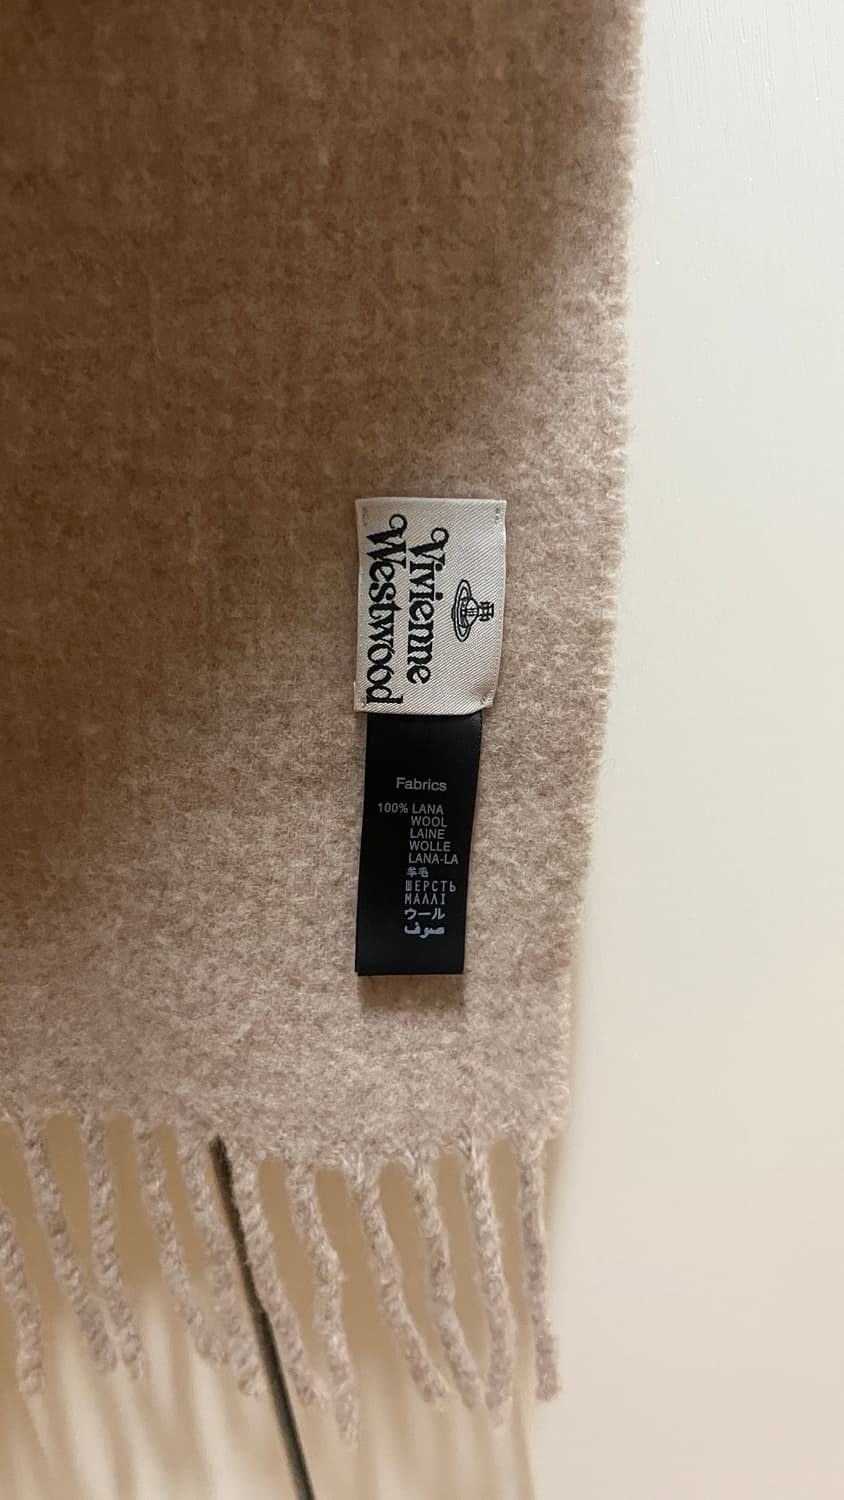 Vivienne
Westwood
Fabrics
100% LANA
WOOL
LAINE
WOLLE
LANA-LA
羊毛
ШЕРСТЬ
ΜΑΛΛΙ
ウール
صوف